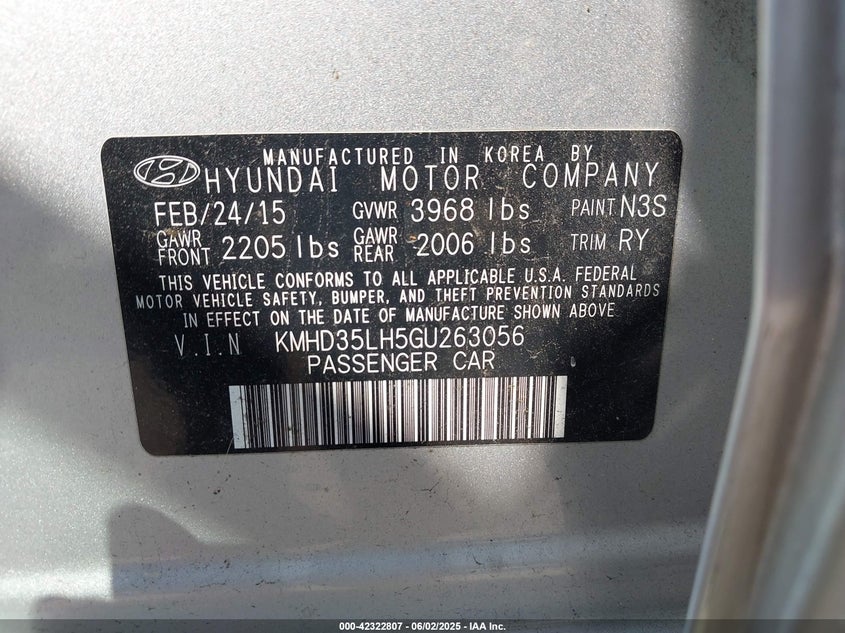 MANUFACTURED IN KOREA BY
HYUNDAI MOTOR COMPANY
FEB/24/15 GVWR 3968 lbs PAINT N3S
GAWR FRONT 2205 lbs GAWR REAR 2006 lbs TRIM RY
THIS VEHICLE CONFORMS TO ALL APPLICABLE U.S.A. FEDERAL
MOTOR VEHICLE SAFETY, BUMPER, AND THEFT PREVENTION STANDARDS
IN EFFECT ON THE DATE OF MANUFACTURE SHOWN ABOVE.
V.I.N KMHD35LH5GU263056
PASSENGER CAR
000-42322807 - 06/02/2025 - IAA Inc.